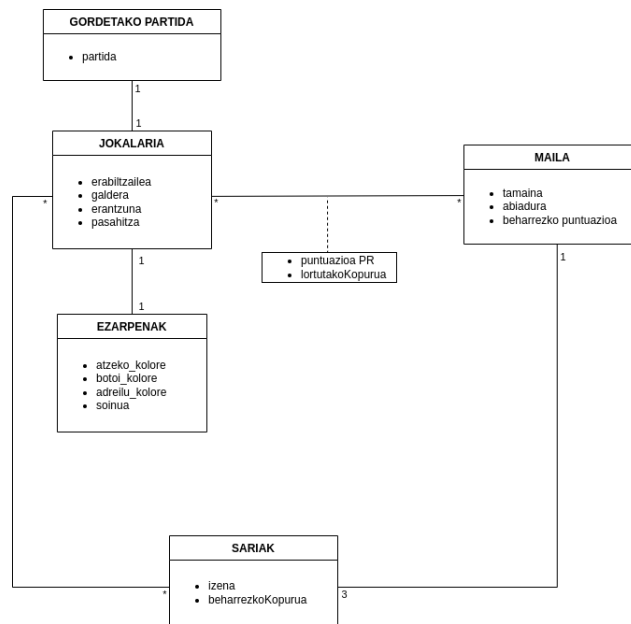 GORDETAKO PARTIDA
partida
1
1
JOKALARIA
erabiltzailea
galdera
erantzuna
pasahitza
*
*
*
MAILA
tamaina
abiadura
beharrezko puntuazioa
puntuazioa PR
lortutakoKopurua
1
1
1
EZARPENAK
atzeko_kolore
botoi_kolore
adreilu_kolore
soinua
SARIAK
izena
beharrezkoKopurua
*
3